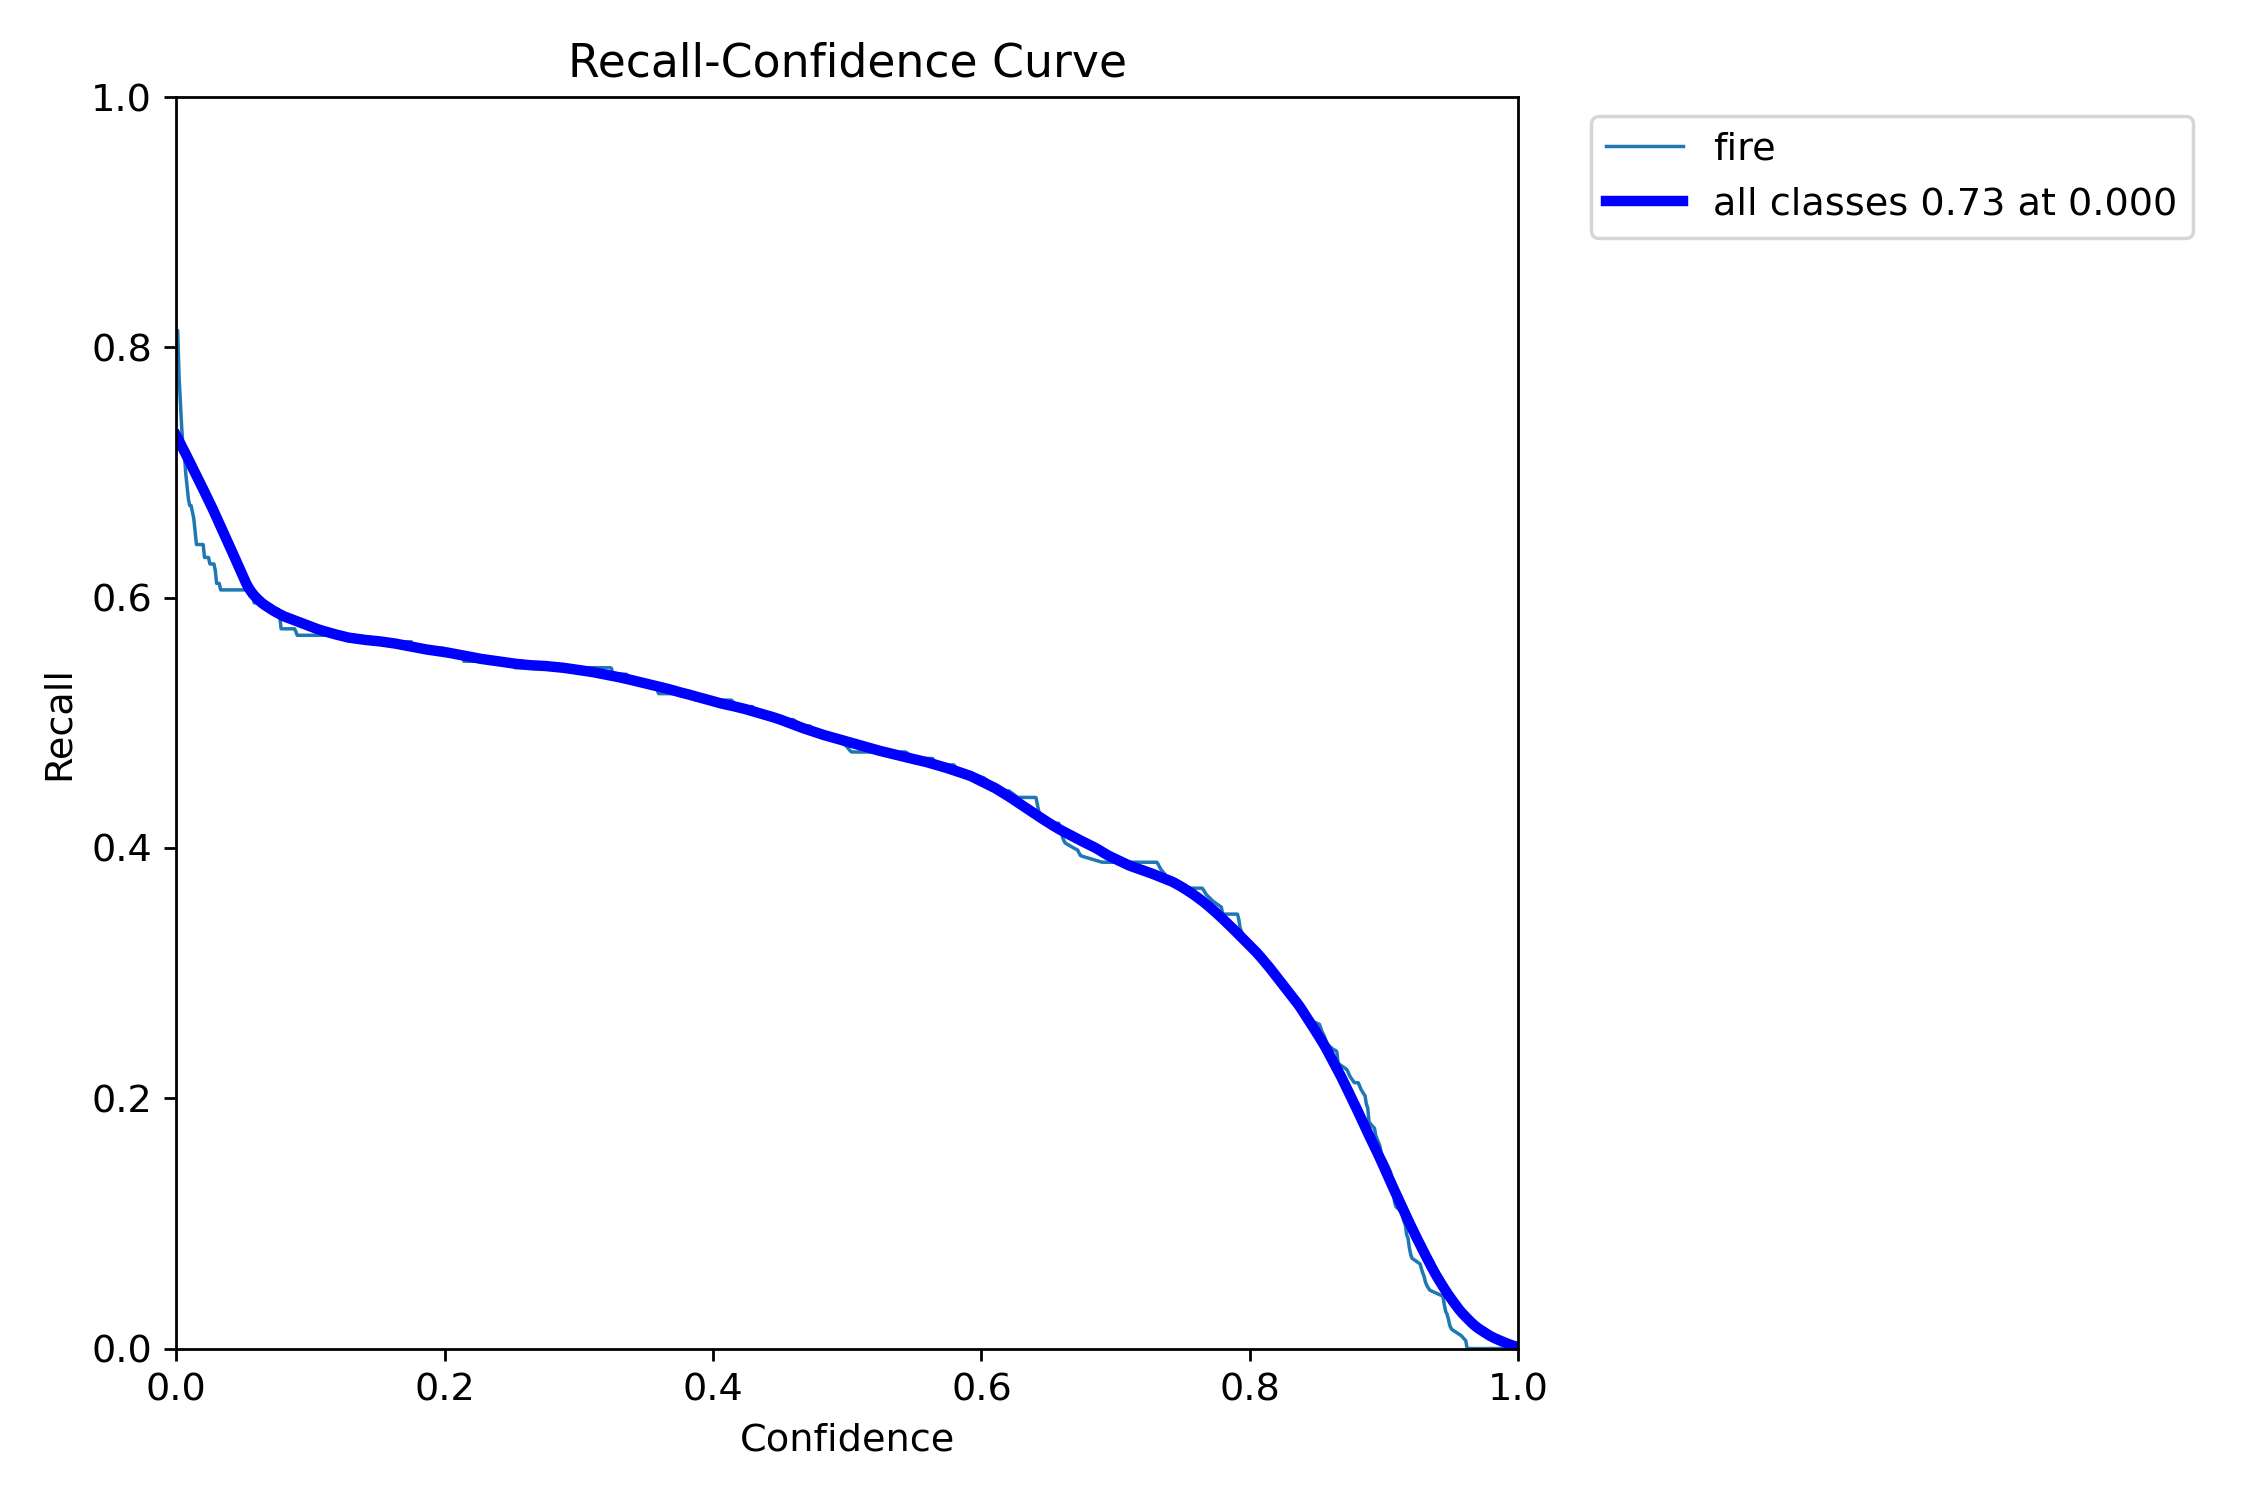 Recall-Confidence Curve
1.0
0.8
0.6
0.4
0.2
0.0
Recall
0.0 0.2 0.4 0.6 0.8 1.0
Confidence
fire
all classes 0.73 at 0.000